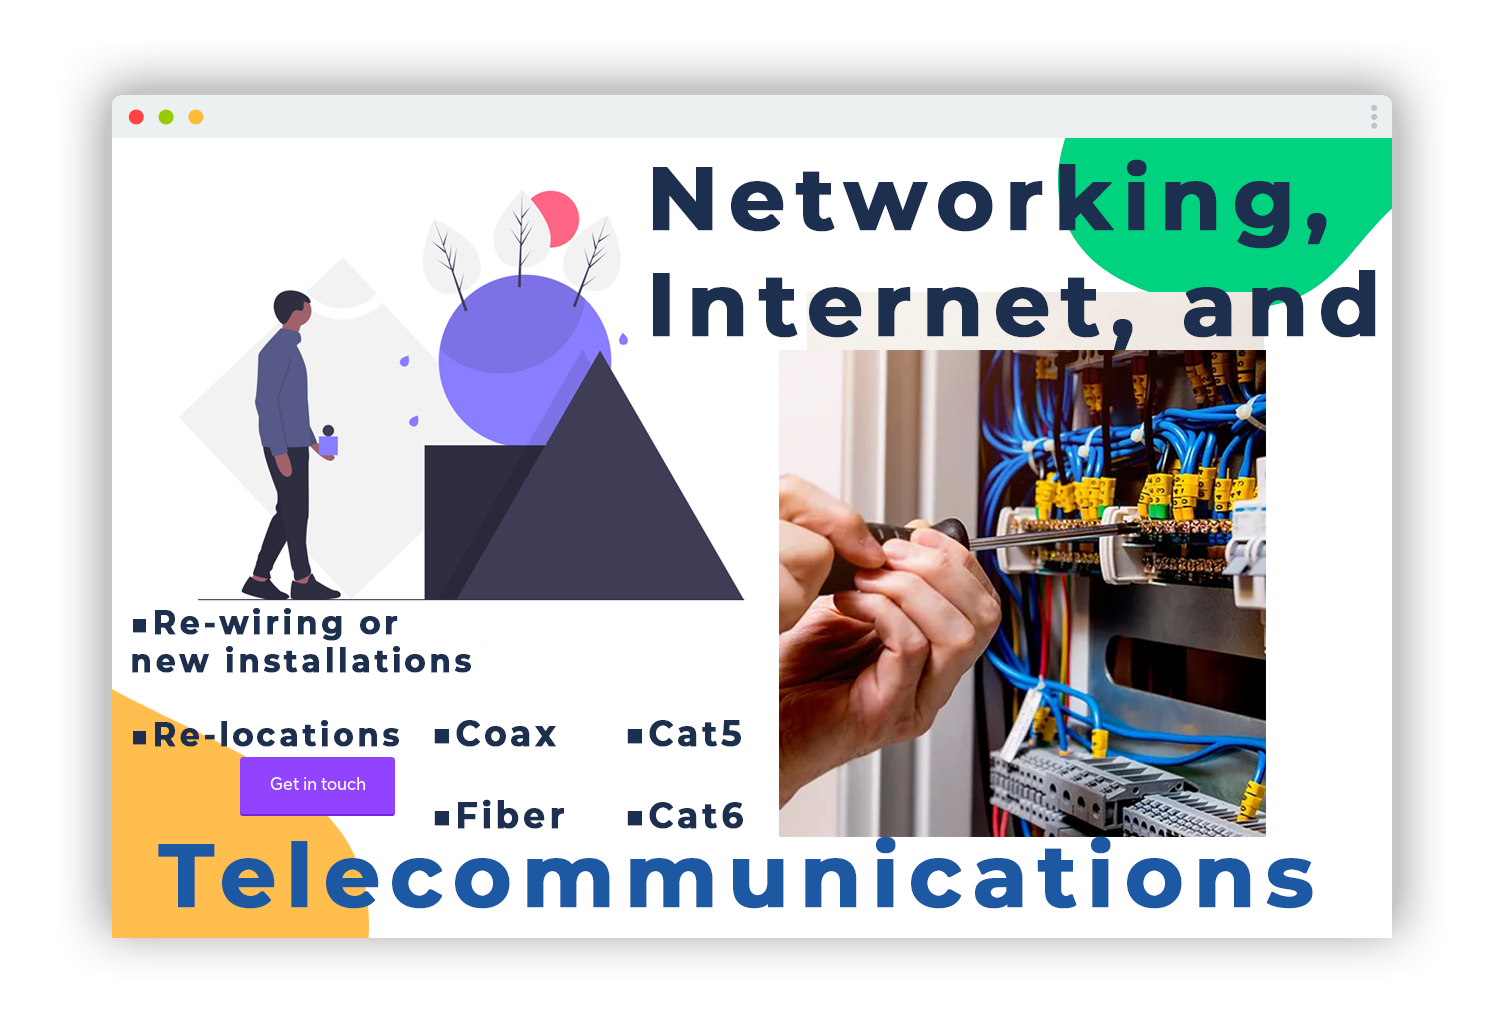 Networking,
Internet, and
▪Re-wiring or
new installations
▪Re-locations ▪Coax ▪Cat5
Get in touch
▪Fiber ▪Cat6
Telecommunications